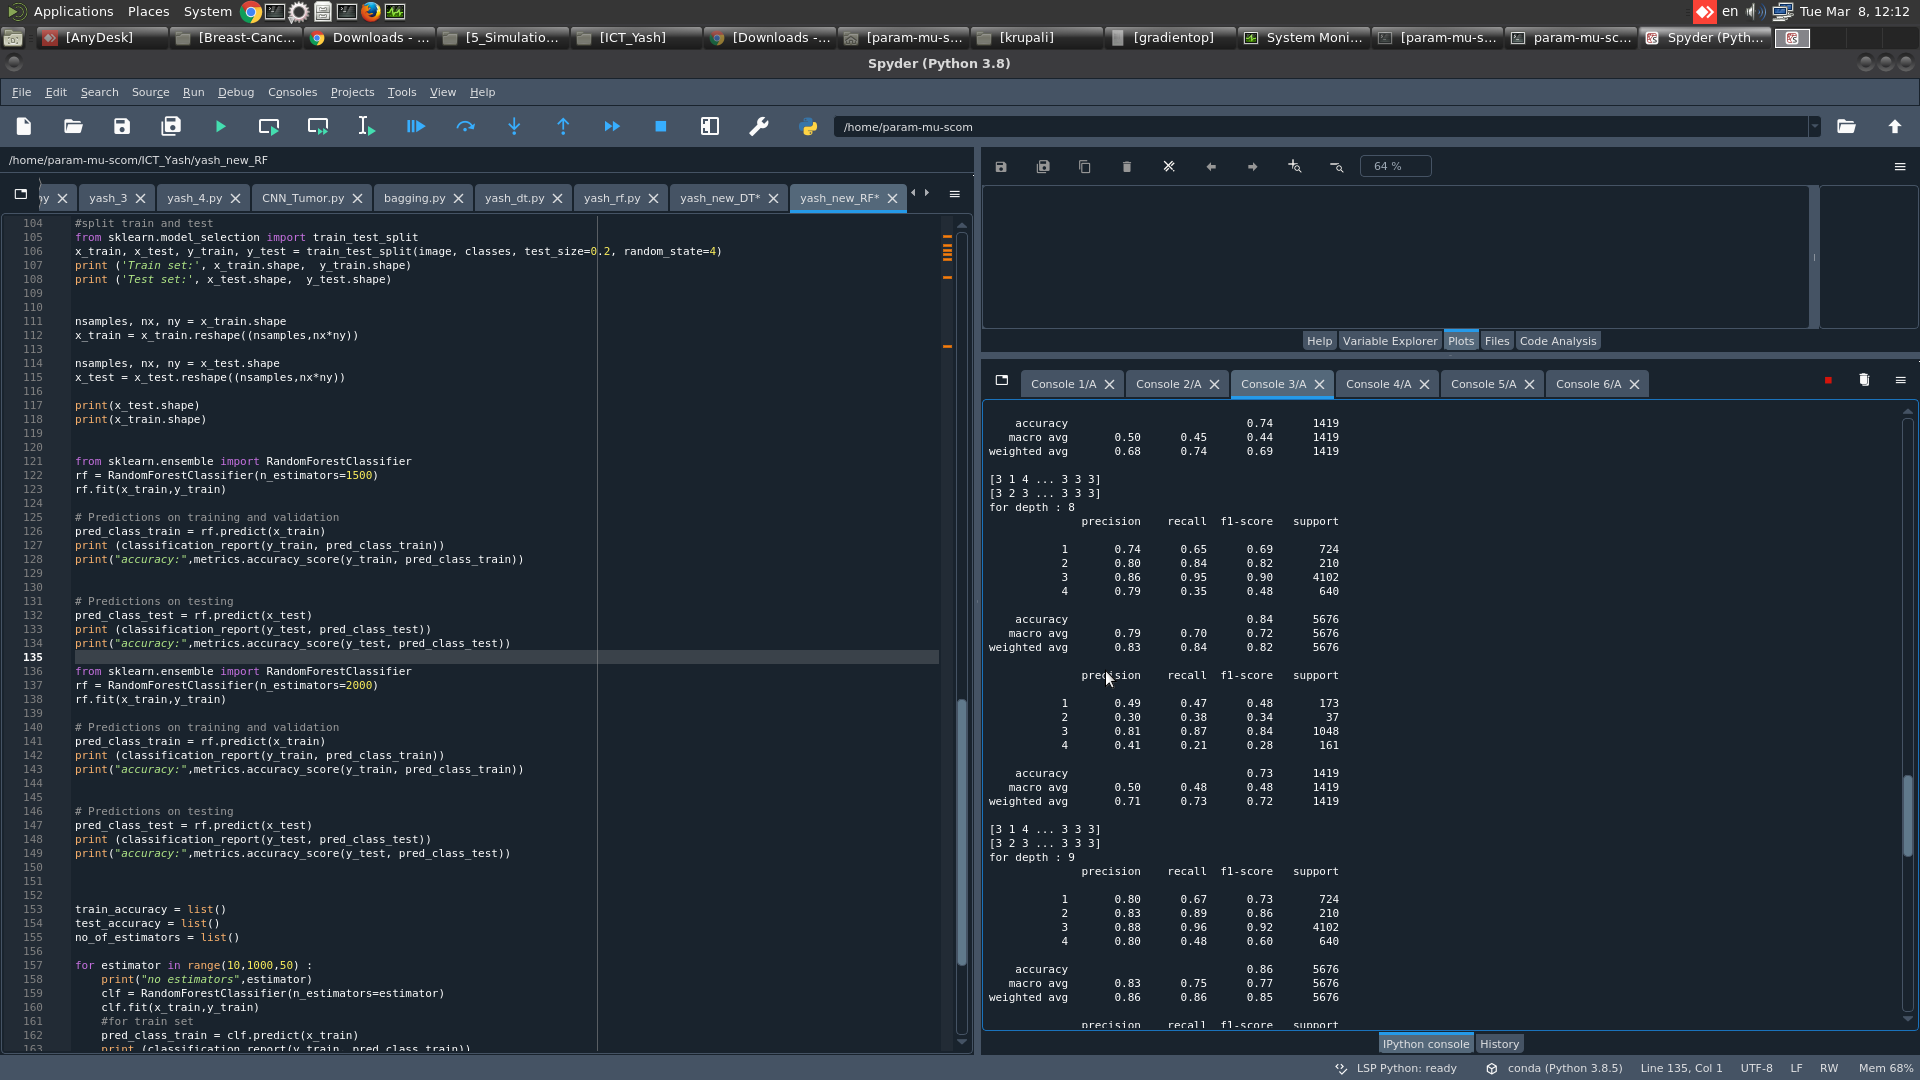 Applications Places System en Tue Mar 8, 12:12
[AnyDesk] [Breast-Canc... Downloads - ... [5_Simulatio... [ICT_Yash] [Downloads -... [param-mu-s... [krupali] [gradientop] System Moni... [param-mu-s... param-mu-sc... Spyder (Pyth...
Spyder (Python 3.8)
File Edit Search Source Run Debug Consoles Projects Tools View Help
/home/param-mu-scom
/home/param-mu-scom/ICT_Yash/yash_new_RF
yash_3 yash_4.py CNN_Tumor.py bagging.py yash_dt.py yash_rf.py yash_new_DT* yash_new_RF*
104 #split train and test
105 from sklearn.model_selection import train_test_split
106 x_train, x_test, y_train, y_test = train_test_split(image, classes, test_size=0.2, random_state=4)
107 print ('Train set:', x_train.shape,  y_train.shape)
108 print ('Test set:', x_test.shape,  y_test.shape)
109
110
111 nsamples, nx, ny = x_train.shape
112 x_train = x_train.reshape((nsamples,nx*ny))
113
114 nsamples, nx, ny = x_test.shape
115 x_test = x_test.reshape((nsamples,nx*ny))
116
117 print(x_test.shape)
118 print(x_train.shape)
119
120
121 from sklearn.ensemble import RandomForestClassifier
122 rf = RandomForestClassifier(n_estimators=1500)
123 rf.fit(x_train,y_train)
124
125 # Predictions on training and validation
126 pred_class_train = rf.predict(x_train)
127 print (classification_report(y_train, pred_class_train))
128 print("accuracy:",metrics.accuracy_score(y_train, pred_class_train))
129
130
131 # Predictions on testing
132 pred_class_test = rf.predict(x_test)
133 print (classification_report(y_test, pred_class_test))
134 print("accuracy:",metrics.accuracy_score(y_test, pred_class_test))
135
136 from sklearn.ensemble import RandomForestClassifier
137 rf = RandomForestClassifier(n_estimators=2000)
138 rf.fit(x_train,y_train)
139
140 # Predictions on training and validation
141 pred_class_train = rf.predict(x_train)
142 print (classification_report(y_train, pred_class_train))
143 print("accuracy:",metrics.accuracy_score(y_train, pred_class_train))
144
145
146 # Predictions on testing
147 pred_class_test = rf.predict(x_test)
148 print (classification_report(y_test, pred_class_test))
149 print("accuracy:",metrics.accuracy_score(y_test, pred_class_test))
150
151
152
153 train_accuracy = list()
154 test_accuracy = list()
155 no_of_estimators = list()
156
157 for estimator in range(10,1000,50) :
158     print("no estimators",estimator)
159     clf = RandomForestClassifier(n_estimators=estimator)
160     clf.fit(x_train,y_train)
161     #for train set
162     pred_class_train = clf.predict(x_train)
163     print (classification_report(y_train, pred_class_train))
64 %
Help Variable Explorer Plots Files Code Analysis
Console 1/A Console 2/A Console 3/A Console 4/A Console 5/A Console 6/A
accuracy 0.74 1419
macro avg 0.50 0.45 0.44 1419
weighted avg 0.68 0.74 0.69 1419
[3 1 4 ... 3 3 3]
[3 2 3 ... 3 3 3]
for depth : 8
precision recall f1-score support
1 0.74 0.65 0.69 724
2 0.80 0.84 0.82 210
3 0.86 0.95 0.90 4102
4 0.79 0.35 0.48 640
accuracy 0.84 5676
macro avg 0.79 0.70 0.72 5676
weighted avg 0.83 0.84 0.82 5676
precision recall f1-score support
1 0.49 0.47 0.48 173
2 0.30 0.38 0.34 37
3 0.81 0.87 0.84 1048
4 0.41 0.21 0.28 161
accuracy 0.73 1419
macro avg 0.50 0.48 0.48 1419
weighted avg 0.71 0.73 0.72 1419
[3 1 4 ... 3 3 3]
[3 2 3 ... 3 3 3]
for depth : 9
precision recall f1-score support
1 0.80 0.67 0.73 724
2 0.83 0.89 0.86 210
3 0.88 0.96 0.92 4102
4 0.80 0.48 0.60 640
accuracy 0.86 5676
macro avg 0.83 0.75 0.77 5676
weighted avg 0.86 0.86 0.85 5676
precision recall f1-score support
IPython console History
LSP Python: ready conda (Python 3.8.5) Line 135, Col 1 UTF-8 LF RW Mem 68%